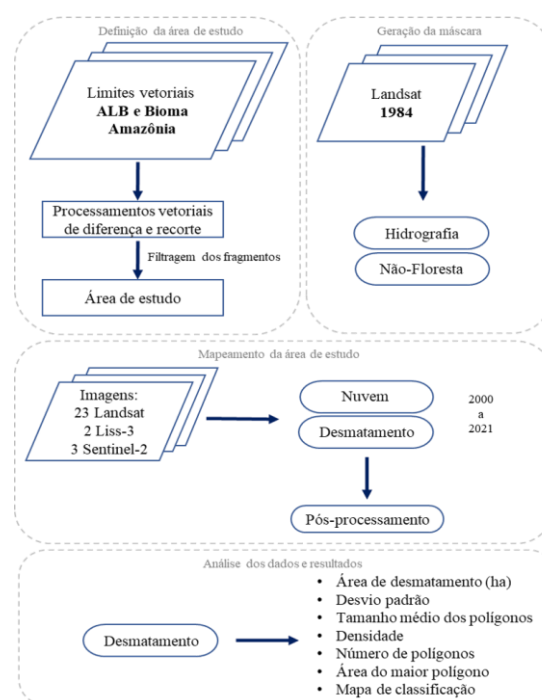 Definição da área de estudo
Limites vetoriais
ALB e Bioma
Amazônia
Processamentos vetoriais
de diferença e recorte
Filtragem dos fragmentos
Área de estudo
Geração da máscara
Landsat
1984
Hidrografia
Não-Floresta
Mapeamento da área de estudo
Imagens:
23 Landsat
2 Liss-3
3 Sentinel-2
Nuvem
Desmatamento
2000
a
2021
Pós-processamento
Análise dos dados e resultados
Desmatamento
• Área de desmatamento (ha)
• Desvio padrão
• Tamanho médio dos polígonos
• Densidade
• Número de polígonos
• Área do maior polígono
• Mapa de classificação